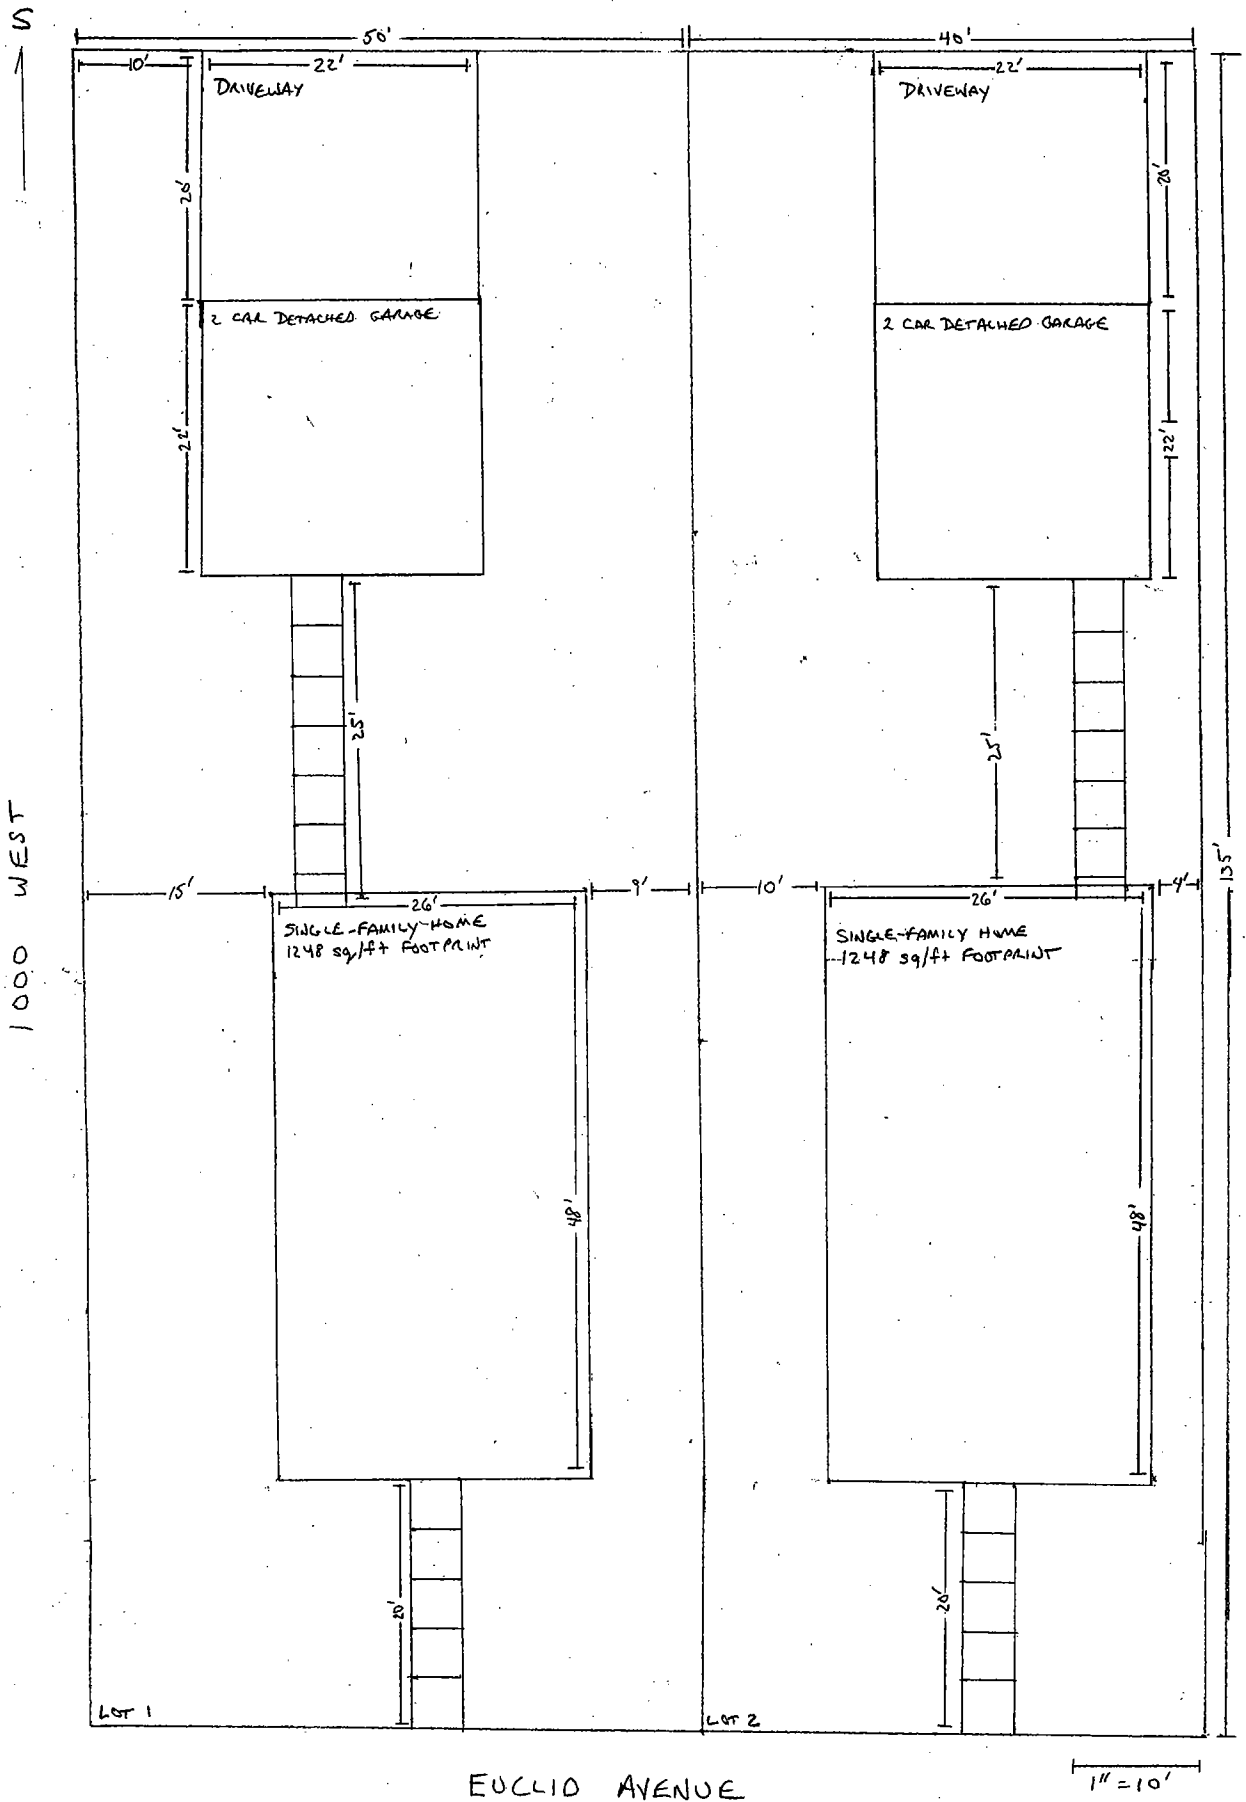 S
50'
40'
10'
22'
22'
DRIVEWAY
DRIVEWAY
20'
20'
2 CAR DETACHED GARAGE
2 CAR DETACHED GARAGE
22'
22'
25'
25'
1000 WEST
135'
15'
9'
10'
4'
26'
26'
SINGLE-FAMILY HOME
1248 sq/ft FOOTPRINT
SINGLE-FAMILY HOME
1248 sq/ft FOOTPRINT
48'
48'
20'
20'
LOT 1
LOT 2
EUCLID AVENUE
1" = 10'